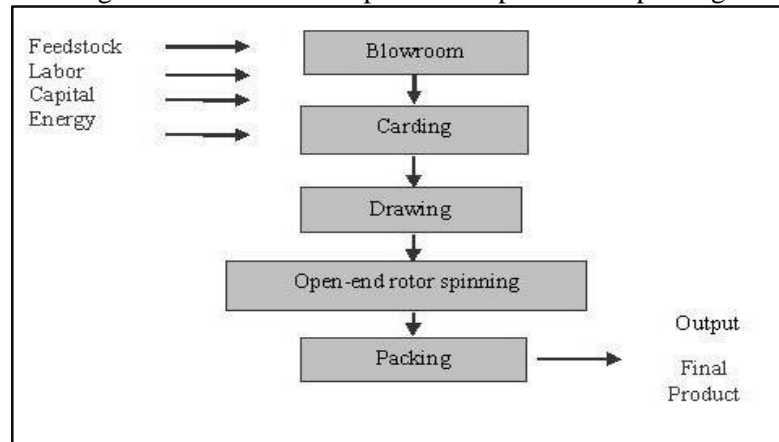 Feedstock
Labor
Capital
Energy
Blowroom
Carding
Drawing
Open-end rotor spinning
Packing
Output
Final
Product